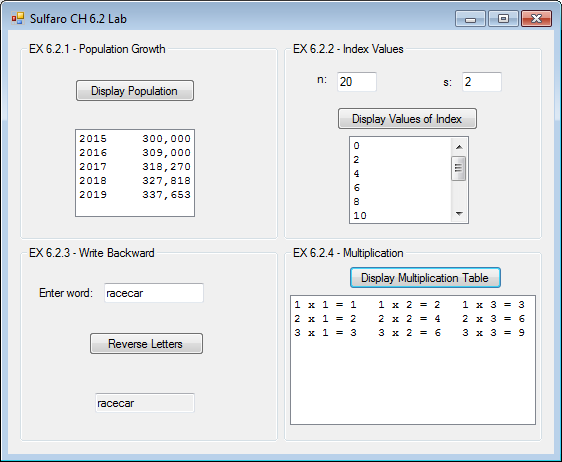 Sulfaro CH 6.2 Lab
EX 6.2.1 - Population Growth
Display Population
2015 300,000
2016 309,000
2017 318,270
2018 327,818
2019 337,653
EX 6.2.2 - Index Values
n: 20 s: 2
Display Values of Index
0
2
4
6
8
10
EX 6.2.3 - Write Backward
Enter word: racecar
Reverse Letters
racecar
EX 6.2.4 - Multiplication
Display Multiplication Table
1 x 1 = 1 1 x 2 = 2 1 x 3 = 3
2 x 1 = 2 2 x 2 = 4 2 x 3 = 6
3 x 1 = 3 3 x 2 = 6 3 x 3 = 9